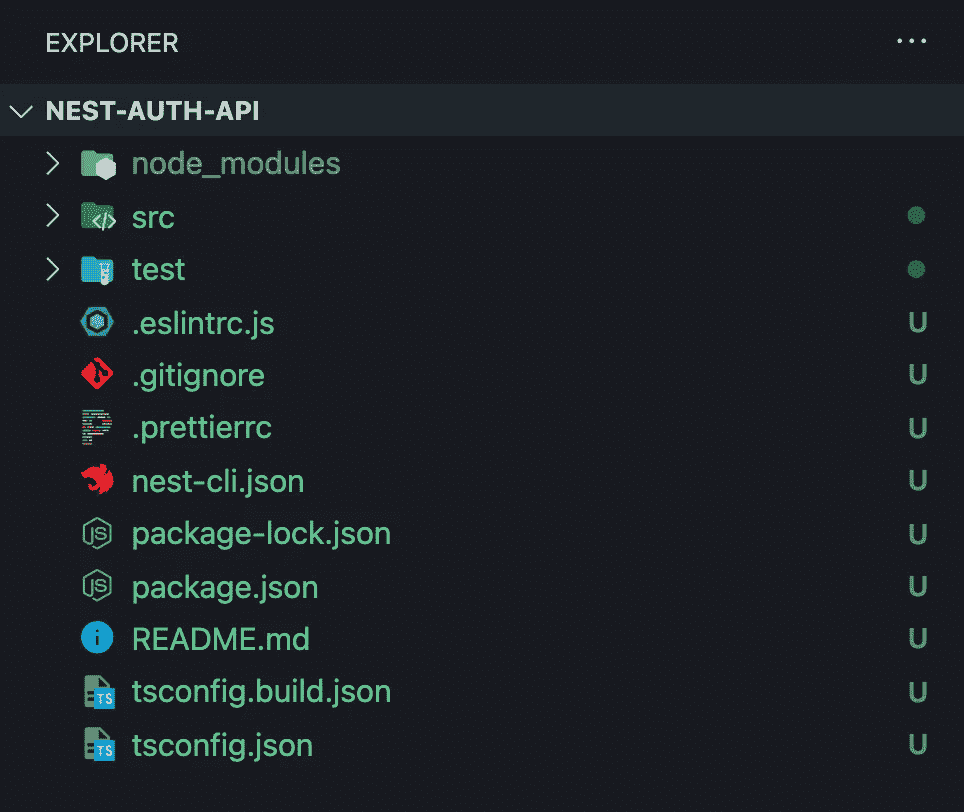 EXPLORER ···
NEST-AUTH-API
node_modules
src
test
.eslintrc.js U
.gitignore U
.prettierrc U
nest-cli.json U
package-lock.json U
package.json U
README.md U
tsconfig.build.json U
tsconfig.json U